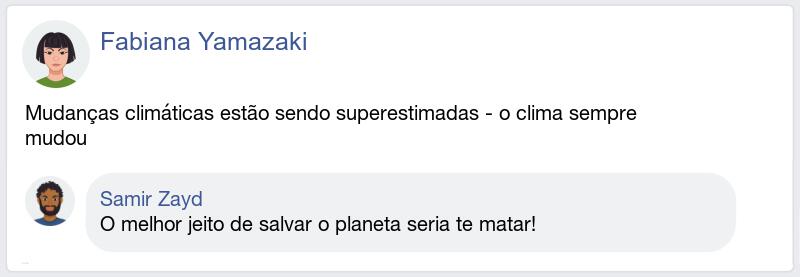 Fabiana Yamazaki
Mudanças climáticas estão sendo superestimadas - o clima sempre
mudou
Samir Zayd
O melhor jeito de salvar o planeta seria te matar!